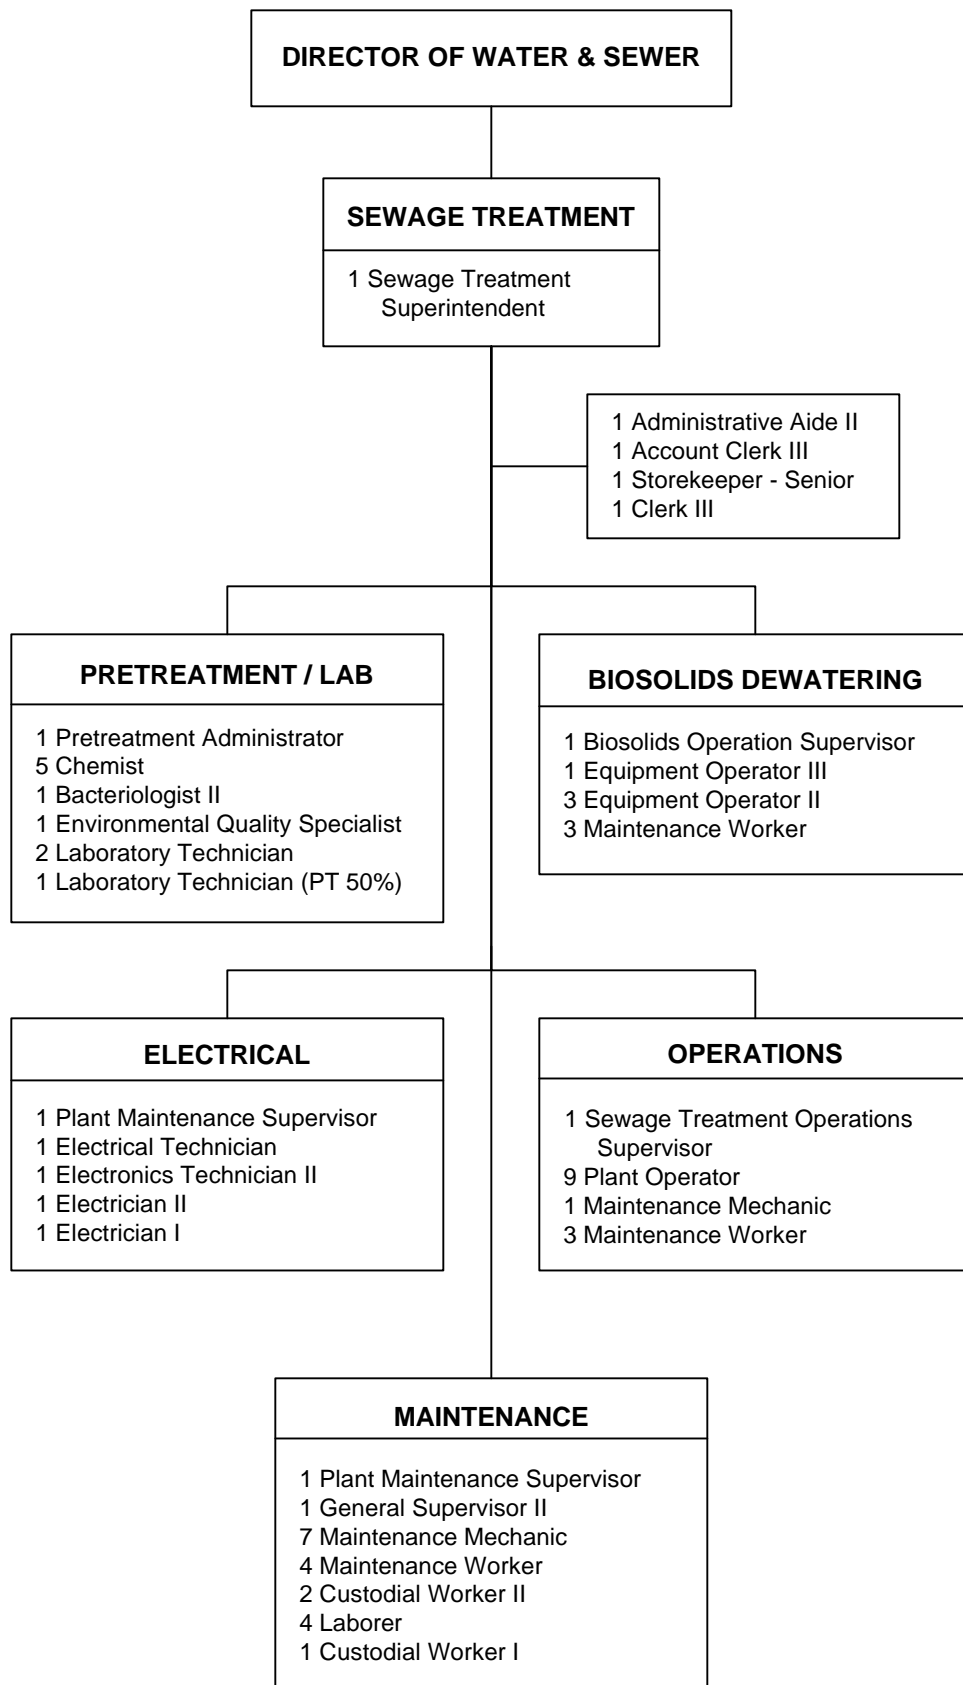 DIRECTOR OF WATER & SEWER
SEWAGE TREATMENT
1 Sewage Treatment
Superintendent
1 Administrative Aide II
1 Account Clerk III
1 Storekeeper - Senior
1 Clerk III
PRETREATMENT / LAB
1 Pretreatment Administrator
5 Chemist
1 Bacteriologist II
1 Environmental Quality Specialist
2 Laboratory Technician
1 Laboratory Technician (PT 50%)
BIOSOLIDS DEWATERING
1 Biosolids Operation Supervisor
1 Equipment Operator III
3 Equipment Operator II
3 Maintenance Worker
ELECTRICAL
1 Plant Maintenance Supervisor
1 Electrical Technician
1 Electronics Technician II
1 Electrician II
1 Electrician I
OPERATIONS
1 Sewage Treatment Operations
Supervisor
9 Plant Operator
1 Maintenance Mechanic
3 Maintenance Worker
MAINTENANCE
1 Plant Maintenance Supervisor
1 General Supervisor II
7 Maintenance Mechanic
4 Maintenance Worker
2 Custodial Worker II
4 Laborer
1 Custodial Worker I